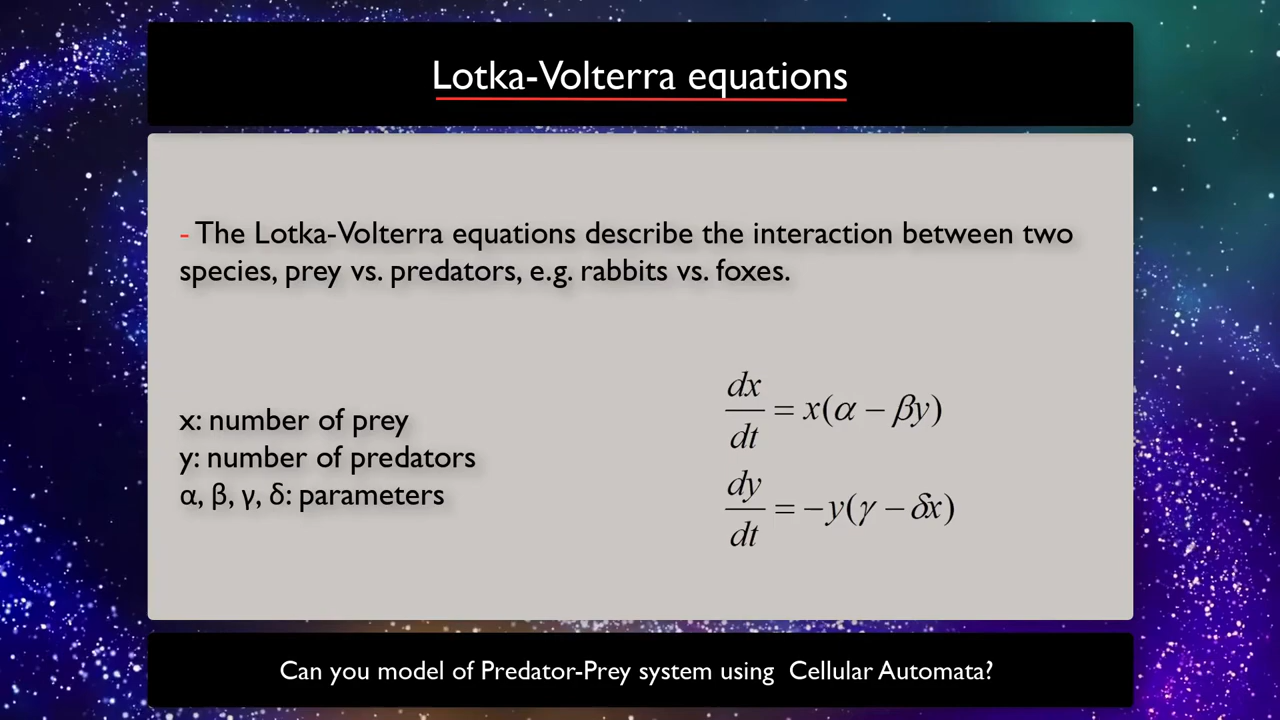 Lotka-Volterra equations
- The Lotka-Volterra equations describe the interaction between two
species, prey vs. predators, e.g. rabbits vs. foxes.
x: number of prey
y: number of predators
α, β, γ, δ: parameters
dx/dt = x(α − βy)
dy/dt = −y(γ − δx)
Can you model of Predator-Prey system using  Cellular Automata?